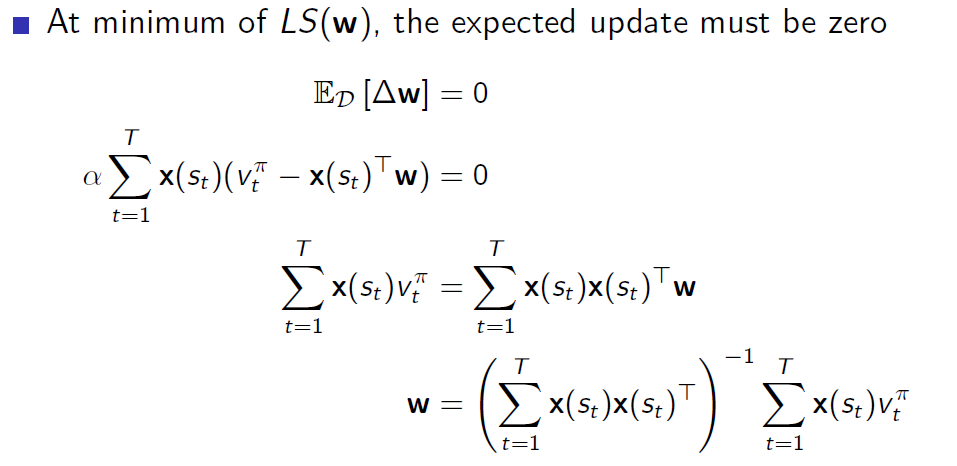 At minimum of LS(𝐰), the expected update must be zero
𝔼_𝒟 [Δ𝐰] = 0
α ∑_{t=1}^{T} 𝐱(s_t)(v_t^π − 𝐱(s_t)^⊤ 𝐰) = 0
∑_{t=1}^{T} 𝐱(s_t)v_t^π = ∑_{t=1}^{T} 𝐱(s_t)𝐱(s_t)^⊤ 𝐰
𝐰 = (∑_{t=1}^{T} 𝐱(s_t)𝐱(s_t)^⊤)^{−1} ∑_{t=1}^{T} 𝐱(s_t)v_t^π